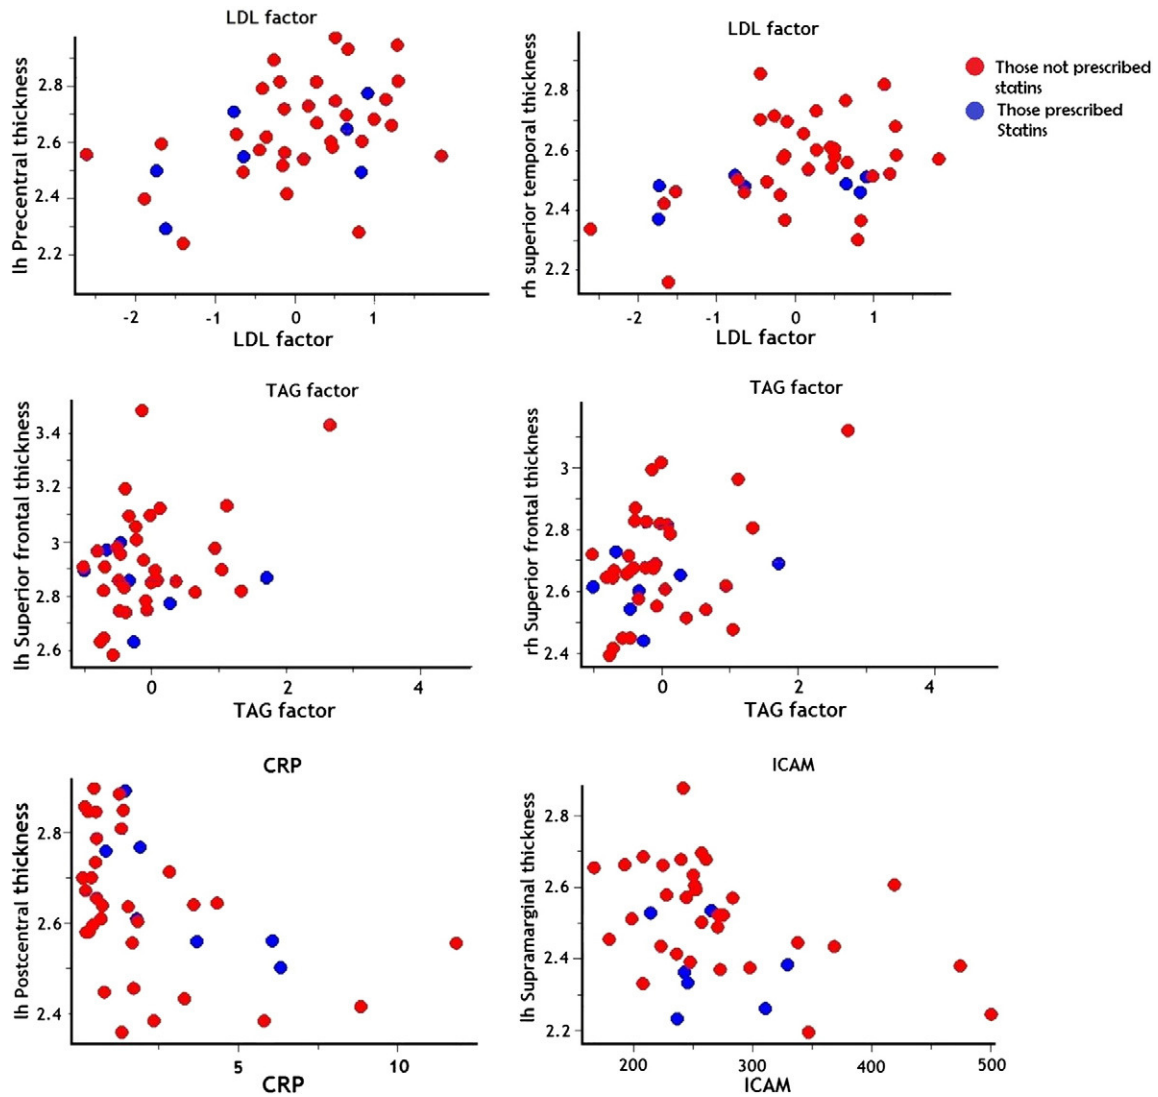 LDL factor
lh Precentral thickness
2.8
2.6
2.4
2.2
-2 -1 0 1
LDL factor
LDL factor
rh superior temporal thickness
2.8
2.6
2.4
2.2
-2 -1 0 1
LDL factor
Those not prescribed
statins
Those prescribed
Statins
TAG factor
lh Superior frontal thickness
3.4
3.2
3
2.8
2.6
0 2 4
TAG factor
TAG factor
rh Superior frontal thickness
3
2.8
2.6
2.4
0 2 4
TAG factor
CRP
lh Postcentral thickness
2.8
2.6
2.4
5 10
CRP
ICAM
lh Supramarginal thickness
2.8
2.6
2.4
2.2
200 300 400 500
ICAM